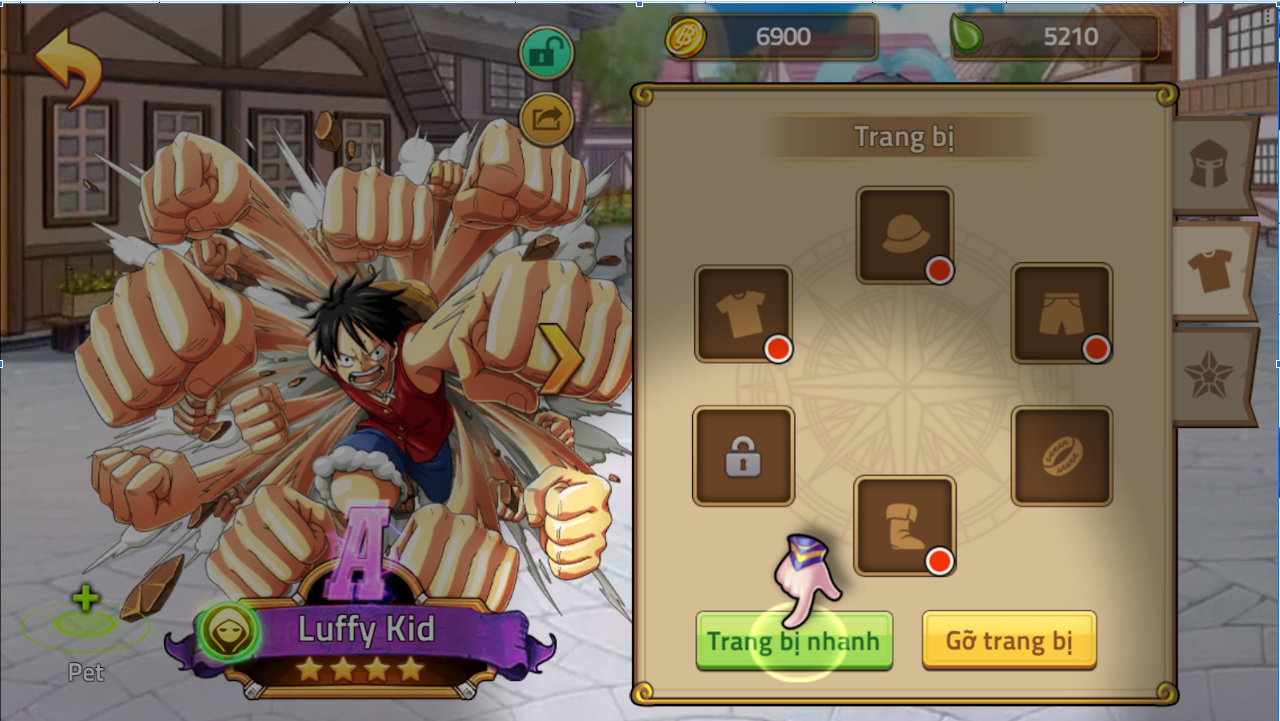 6900
5210
Trang bị
A
Luffy Kid
Pet
Trang bị nhanh
Gỡ trang bị